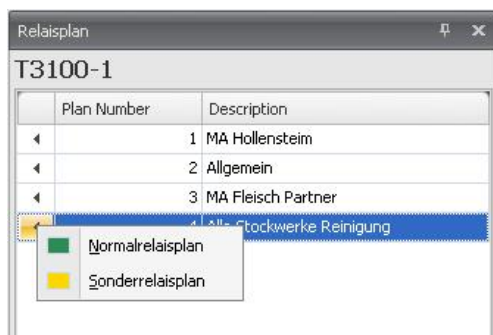 Relaisplan
T3100-1
Plan Number Description
1 MA Hollenstein
2 Allgemein
3 MA Fleisch Partner
4 Alle Stockwerke Reinigung
Normalrelaisplan
Sonderrelaisplan